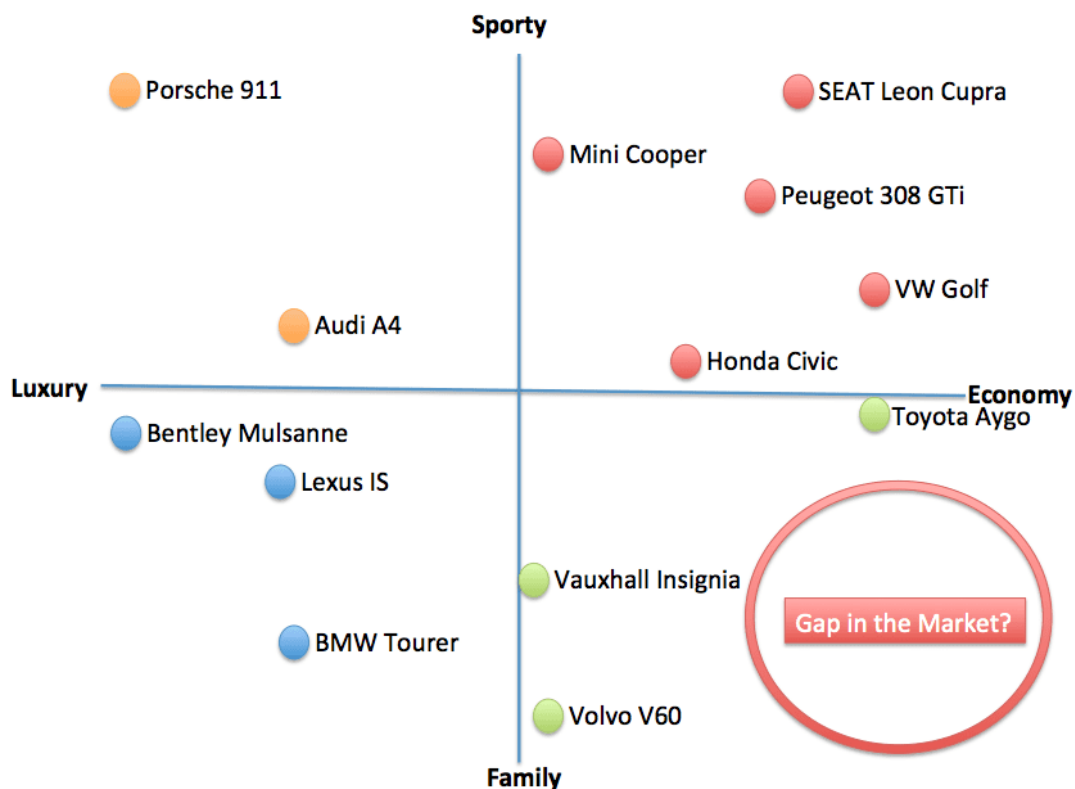 Sporty
Porsche 911
SEAT Leon Cupra
Mini Cooper
Peugeot 308 GTi
VW Golf
Audi A4
Honda Civic
Luxury
Economy
Toyota Aygo
Bentley Mulsanne
Lexus IS
Vauxhall Insignia
Gap in the Market?
BMW Tourer
Volvo V60
Family